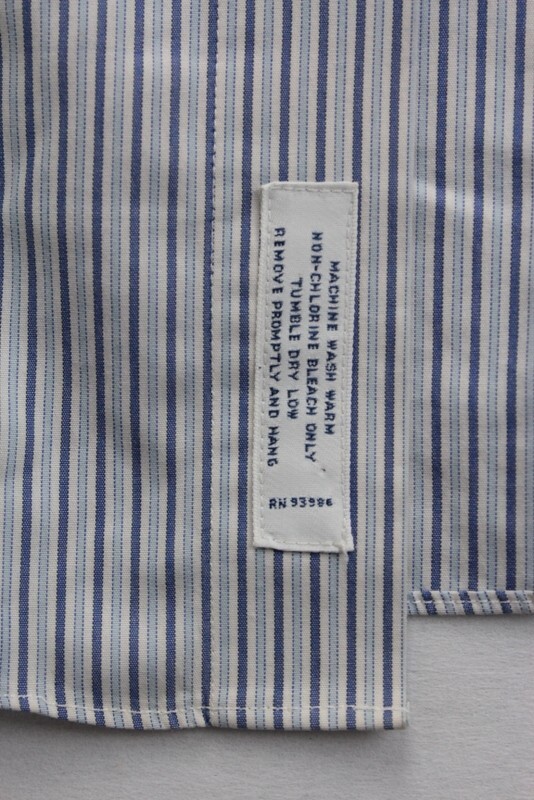 MACHINE WASH WARM
NON-CHLORINE BLEACH ONLY
TUMBLE DRY LOW
REMOVE PROMPTLY AND HANG
RN 93986